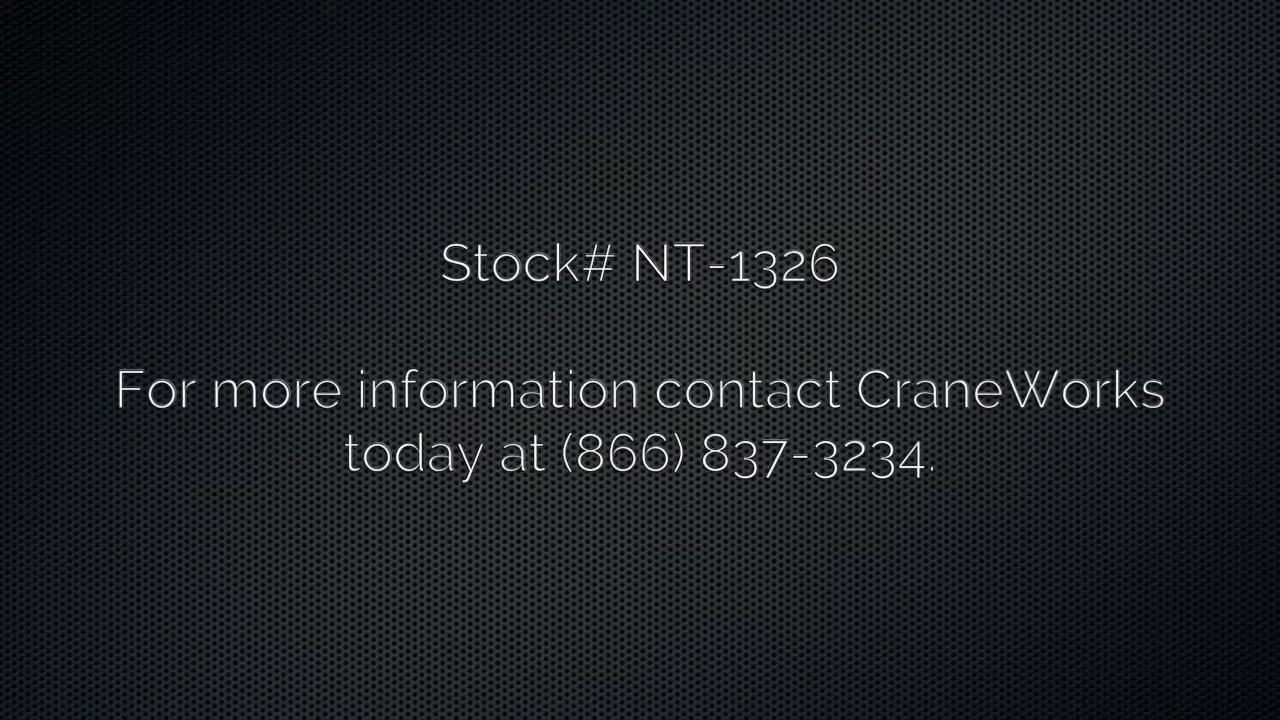 Stock# NT-1326
For more information contact CraneWorks
today at (866) 837-3234.